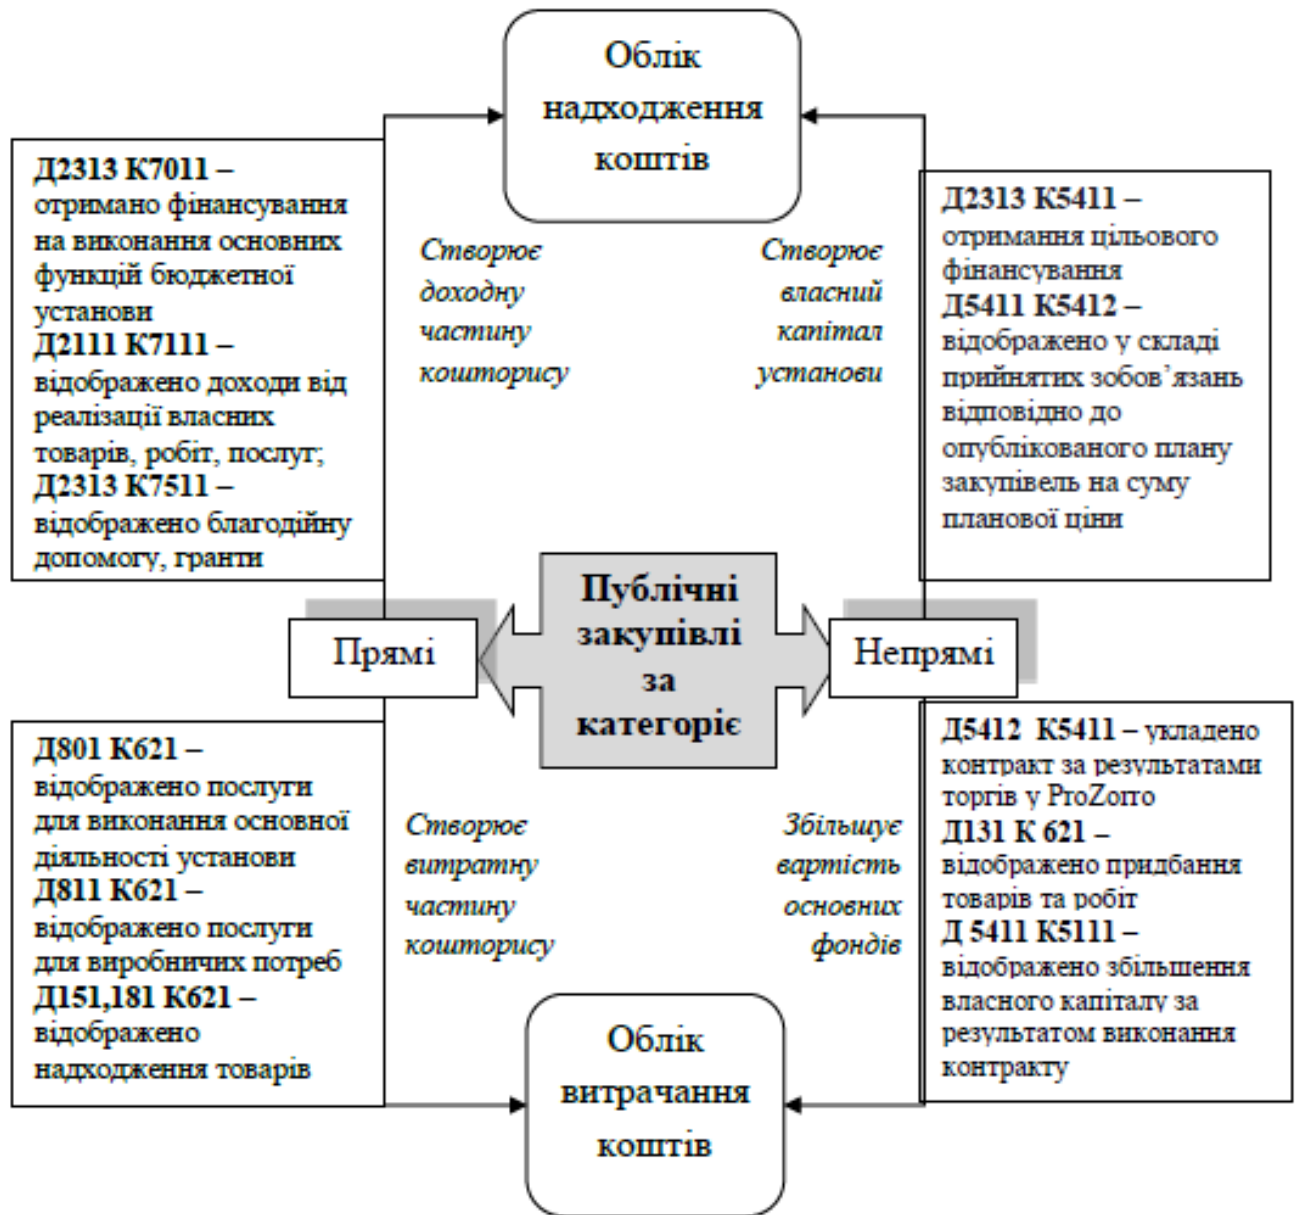 Облік
надходження
коштів
Д2313 К7011 –
отримано фінансування
на виконання основних
функцій бюджетної
установи
Д2111 К7111 –
відображено доходи від
реалізації власних
товарів, робіт, послуг;
Д2313 К7511 –
відображено благодійну
допомогу, гранти
Створює
доходну
частину
кошторису
Створює
власний
капітал
установи
Д2313 К5411 –
отримання цільового
фінансування
Д5411 К5412 –
відображено у складі
прийнятих зобов’язань
відповідно до
опублікованого плану
закупівель на суму
планової ціни
Прямі
Публічні
закупівлі
за
категоріє
Непрямі
Д801 К621 –
відображено послуги
для виконання основної
діяльності установи
Д811 К621 –
відображено послуги
для виробничих потреб
Д151,181 К621 –
відображено
надходження товарів
Створює
витратну
частину
кошторису
Збільшує
вартість
основних
фондів
Д5412 К5411 – укладено
контракт за результатами
торгів у ProZorro
Д131 К 621 –
відображено придбання
товарів та робіт
Д 5411 К5111 –
відображено збільшення
власного капіталу за
результатом виконання
контракту
Облік
витрачання
коштів